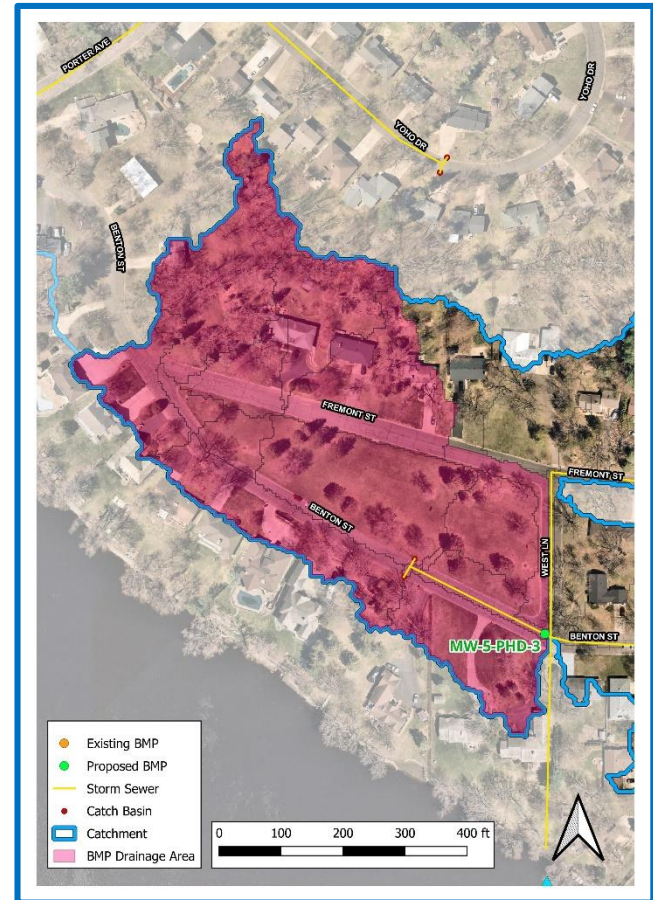 PORTER AVE
YOHO DR
YOHO DR
BENTON ST
FREMONT ST
FREMONT ST
BENTON ST
WEST LN
BENTON ST
MW-5-PHD-3
Existing BMP
Proposed BMP
Storm Sewer
Catch Basin
Catchment
BMP Drainage Area
0 100 200 300 400 ft